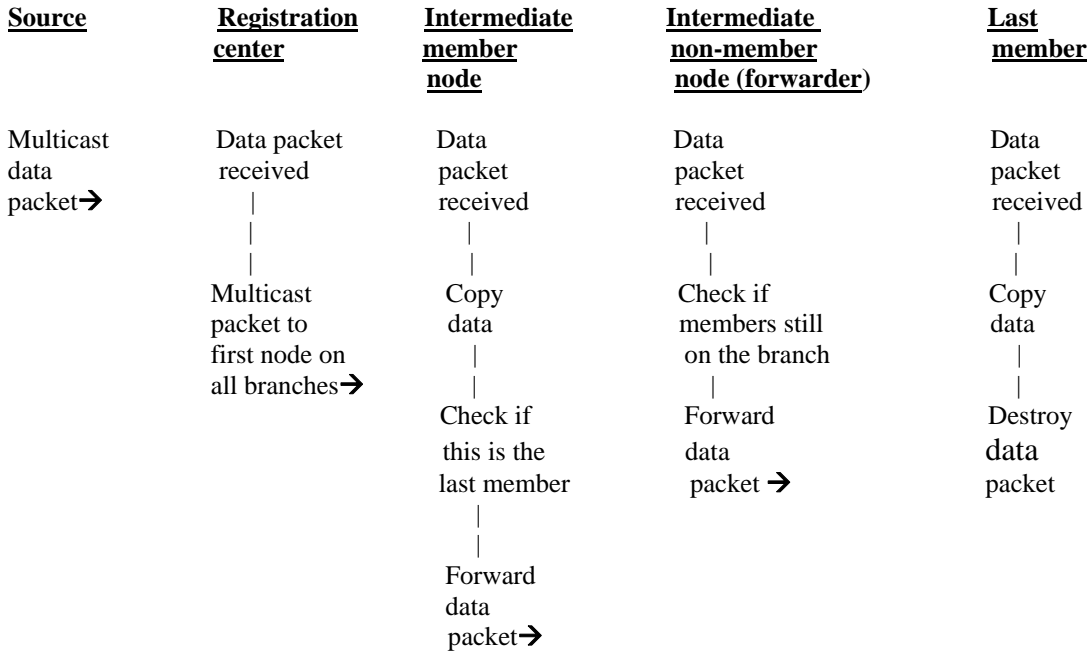 Source
Registration
center
Intermediate
member
node
Intermediate
non-member
node (forwarder)
Last
member
Multicast
data
packet→
Data packet
received
Multicast
packet to
first node on
all branches→
Data
packet
received
Copy
data
Check if
this is the
last member
Forward
data
packet→
Data
packet
received
Check if
members still
on the branch
Forward
data
packet →
Data
packet
received
Copy
data
Destroy
data
packet